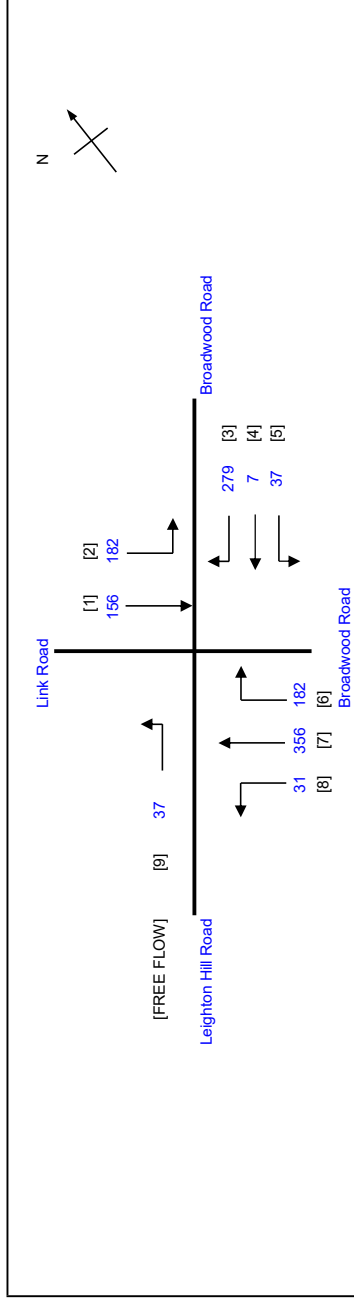 N
Link Road
[1] [2]
156 182
Broadwood Road
[FREE FLOW] [9] 37
Leighton Hill Road
279 [3]
7 [4]
37 [5]
31 356 182
[8] [7] [6]
Broadwood Road